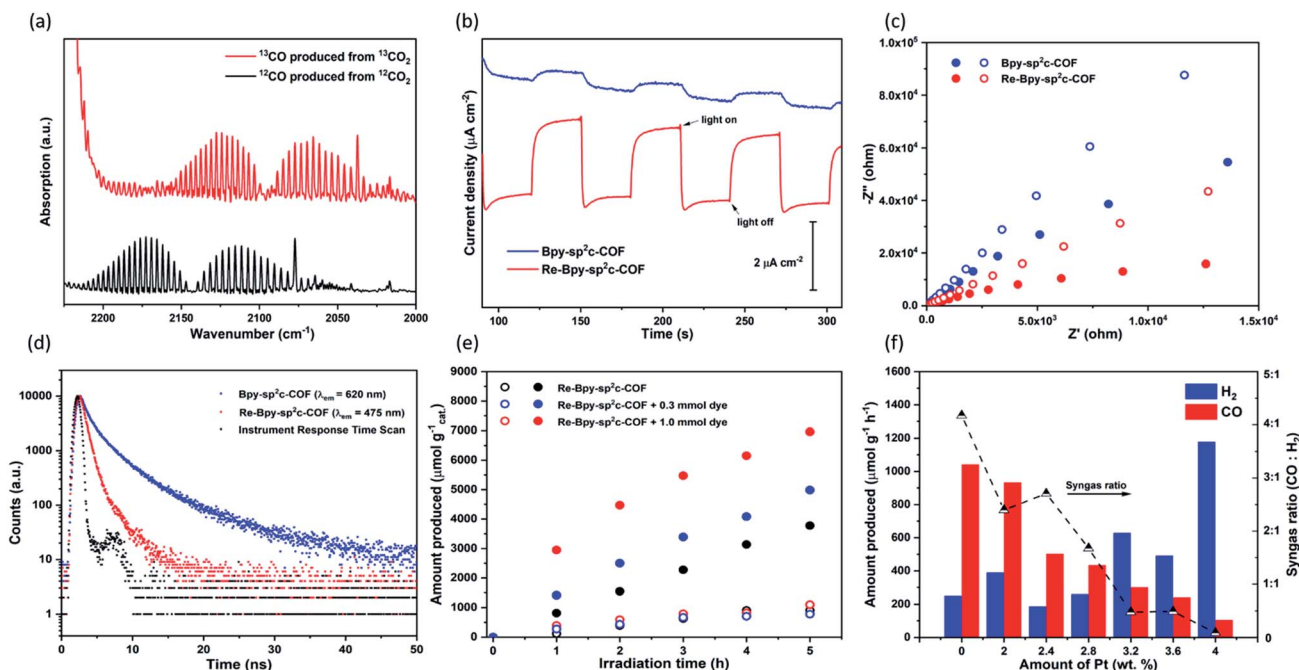 (a)
¹³CO produced from ¹³CO₂
¹²CO produced from ¹²CO₂
Absorption (a.u.)
2200 2150 2100 2050 2000
Wavenumber (cm⁻¹)
(b)
light on
light off
Bpy-sp²c-COF
Re-Bpy-sp²c-COF
2 µA cm⁻²
Current density (µA cm⁻²)
100 150 200 250 300
Time (s)
(c)
Bpy-sp²c-COF
Re-Bpy-sp²c-COF
-Z'' (ohm)
1.0x10⁵
8.0x10⁴
6.0x10⁴
4.0x10⁴
2.0x10⁴
0.0
0.0 5.0x10³ 1.0x10⁴ 1.5x10⁴
Z' (ohm)
(d)
Bpy-sp²c-COF (λem = 620 nm)
Re-Bpy-sp²c-COF (λem = 475 nm)
Instrument Response Time Scan
Counts (a.u.)
10000
1000
100
10
1
0 10 20 30 40 50
Time (ns)
(e)
Re-Bpy-sp²c-COF
Re-Bpy-sp²c-COF + 0.3 mmol dye
Re-Bpy-sp²c-COF + 1.0 mmol dye
Amount produced (µmol g⁻¹cat.)
9000
8000
7000
6000
5000
4000
3000
2000
1000
0
0 1 2 3 4 5
Irradiation time (h)
(f)
H₂
CO
Syngas ratio
Amount produced (µmol g⁻¹ h⁻¹)
1600
1400
1200
1000
800
600
400
200
0
0 2 2.4 2.8 3.2 3.6 4
Amount of Pt (wt. %)
5:1
4:1
3:1
2:1
1:1
0
Syngas ratio (CO : H₂)